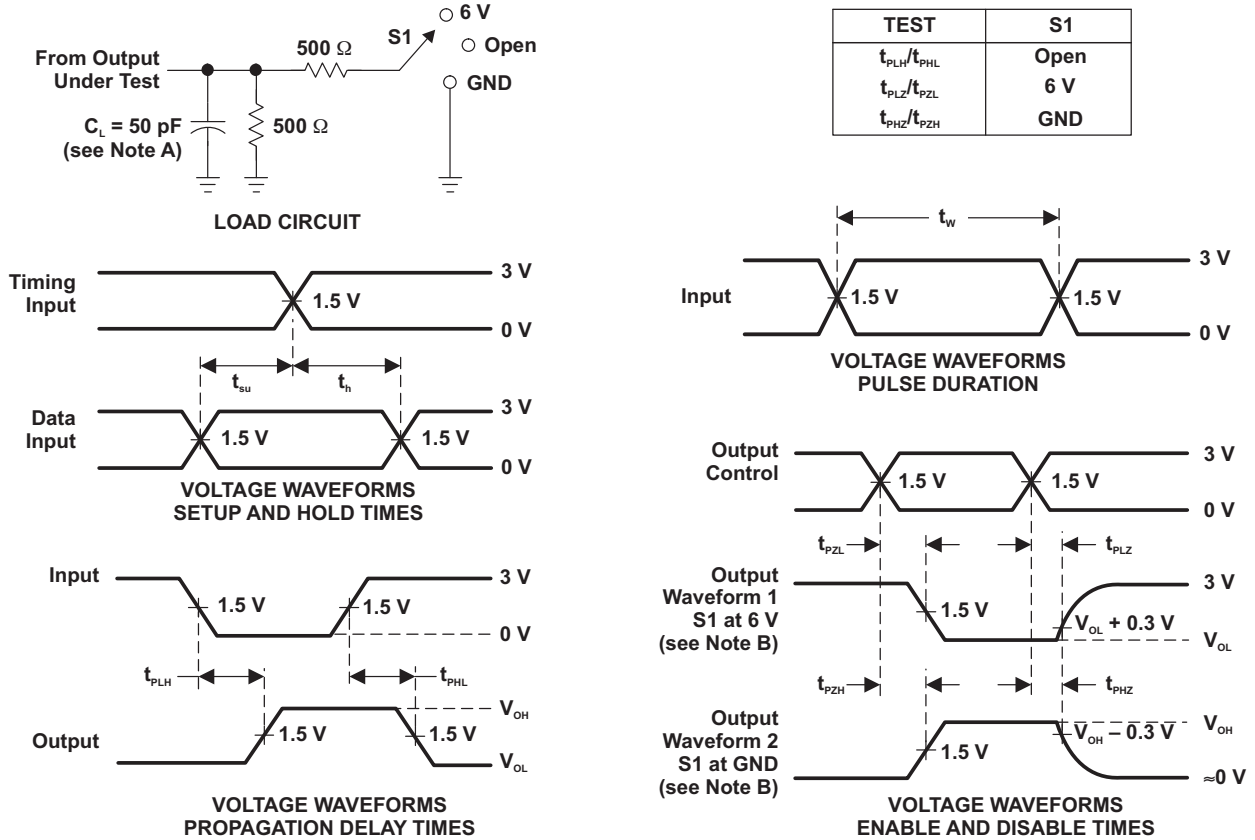 6 V
S1
Open
GND
500 Ω
From Output
Under Test
C_L = 50 pF
(see Note A)
500 Ω
LOAD CIRCUIT
TEST S1
t_PLH/t_PHL Open
t_PLZ/t_PZL 6 V
t_PHZ/t_PZH GND
Timing
Input
3 V
1.5 V
0 V
t_su
t_h
Data
Input
3 V
1.5 V
1.5 V
0 V
VOLTAGE WAVEFORMS
SETUP AND HOLD TIMES
t_w
Input
3 V
1.5 V
1.5 V
0 V
VOLTAGE WAVEFORMS
PULSE DURATION
Input
3 V
1.5 V
1.5 V
0 V
t_PLH
t_PHL
Output
V_OH
1.5 V
1.5 V
V_OL
VOLTAGE WAVEFORMS
PROPAGATION DELAY TIMES
Output
Control
3 V
1.5 V
1.5 V
0 V
t_PZL
t_PLZ
Output
Waveform 1
S1 at 6 V
(see Note B)
3 V
1.5 V
V_OL + 0.3 V
V_OL
t_PZH
t_PHZ
Output
Waveform 2
S1 at GND
(see Note B)
V_OH
1.5 V
V_OH – 0.3 V
≈0 V
VOLTAGE WAVEFORMS
ENABLE AND DISABLE TIMES